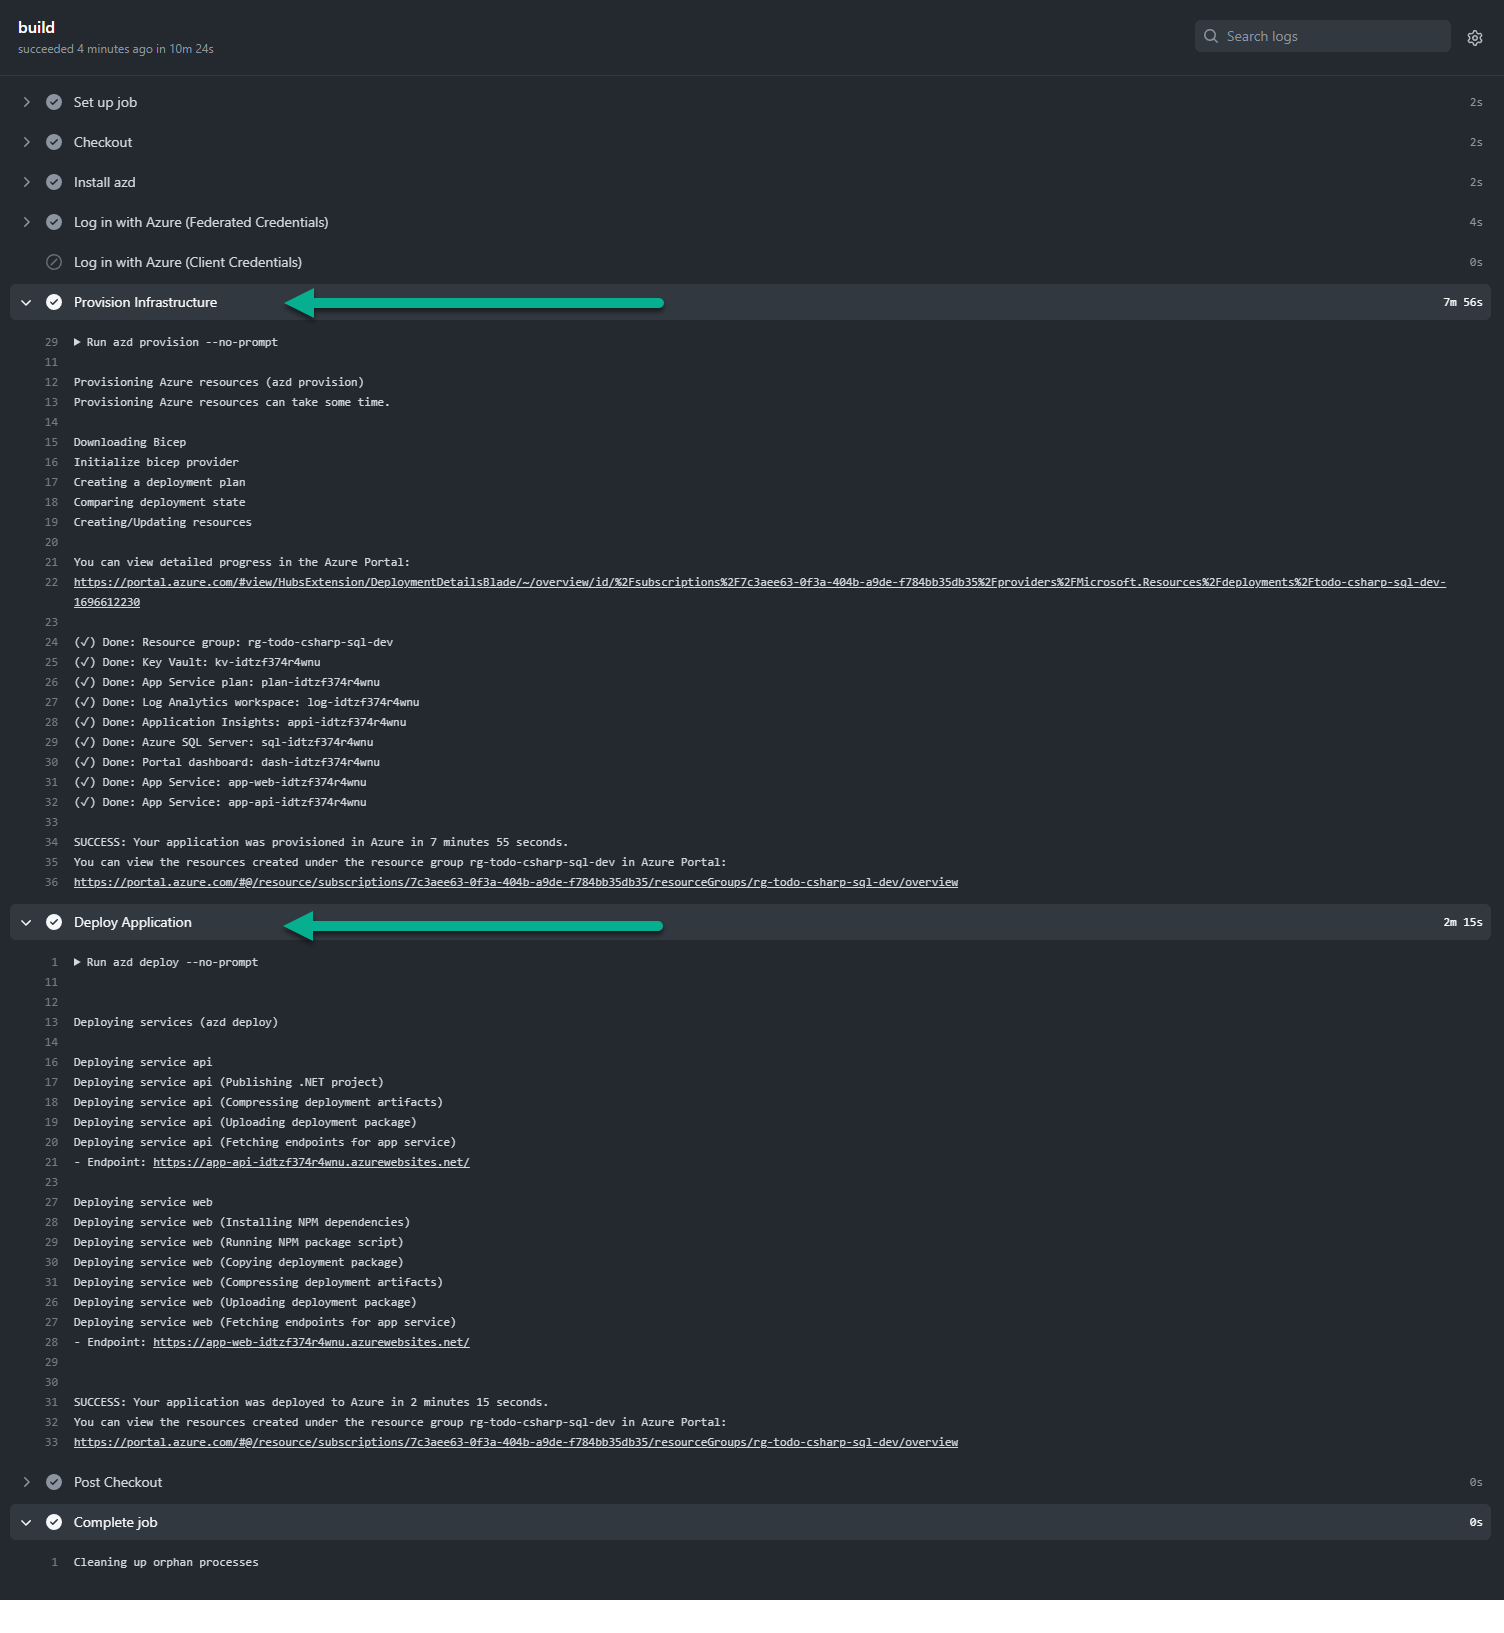 build
succeeded 4 minutes ago in 10m 24s
Search logs
Set up job 2s
Checkout 2s
Install azd 2s
Log in with Azure (Federated Credentials) 4s
Log in with Azure (Client Credentials) 0s
Provision Infrastructure 7m 56s
29 Run azd provision --no-prompt
11
12 Provisioning Azure resources (azd provision)
13 Provisioning Azure resources can take some time.
14
15 Downloading Bicep
16 Initialize bicep provider
17 Creating a deployment plan
18 Comparing deployment state
19 Creating/Updating resources
20
21 You can view detailed progress in the Azure Portal:
22 https://portal.azure.com/#view/HubsExtension/DeploymentDetailsBlade/~/overview/id/%2Fsubscriptions%2F7c3aee63-0f3a-404b-a9de-f784bb35db35%2Fproviders%2FMicrosoft.Resources%2Fdeployments%2Ftodo-csharp-sql-dev-
1696612230
23
24 (✓) Done: Resource group: rg-todo-csharp-sql-dev
25 (✓) Done: Key Vault: kv-idtzf374r4wnu
26 (✓) Done: App Service plan: plan-idtzf374r4wnu
27 (✓) Done: Log Analytics workspace: log-idtzf374r4wnu
28 (✓) Done: Application Insights: appi-idtzf374r4wnu
29 (✓) Done: Azure SQL Server: sql-idtzf374r4wnu
30 (✓) Done: Portal dashboard: dash-idtzf374r4wnu
31 (✓) Done: App Service: app-web-idtzf374r4wnu
32 (✓) Done: App Service: app-api-idtzf374r4wnu
33
34 SUCCESS: Your application was provisioned in Azure in 7 minutes 55 seconds.
35 You can view the resources created under the resource group rg-todo-csharp-sql-dev in Azure Portal:
36 https://portal.azure.com/#@/resource/subscriptions/7c3aee63-0f3a-404b-a9de-f784bb35db35/resourceGroups/rg-todo-csharp-sql-dev/overview
Deploy Application 2m 15s
1 Run azd deploy --no-prompt
11
12
13 Deploying services (azd deploy)
14
16 Deploying service api
17 Deploying service api (Publishing .NET project)
18 Deploying service api (Compressing deployment artifacts)
19 Deploying service api (Uploading deployment package)
20 Deploying service api (Fetching endpoints for app service)
21 - Endpoint: https://app-api-idtzf374r4wnu.azurewebsites.net/
23
27 Deploying service web
28 Deploying service web (Installing NPM dependencies)
29 Deploying service web (Running NPM package script)
30 Deploying service web (Copying deployment package)
31 Deploying service web (Compressing deployment artifacts)
26 Deploying service web (Uploading deployment package)
27 Deploying service web (Fetching endpoints for app service)
28 - Endpoint: https://app-web-idtzf374r4wnu.azurewebsites.net/
29
30
31 SUCCESS: Your application was deployed to Azure in 2 minutes 15 seconds.
32 You can view the resources created under the resource group rg-todo-csharp-sql-dev in Azure Portal:
33 https://portal.azure.com/#@/resource/subscriptions/7c3aee63-0f3a-404b-a9de-f784bb35db35/resourceGroups/rg-todo-csharp-sql-dev/overview
Post Checkout 0s
Complete job 0s
1 Cleaning up orphan processes